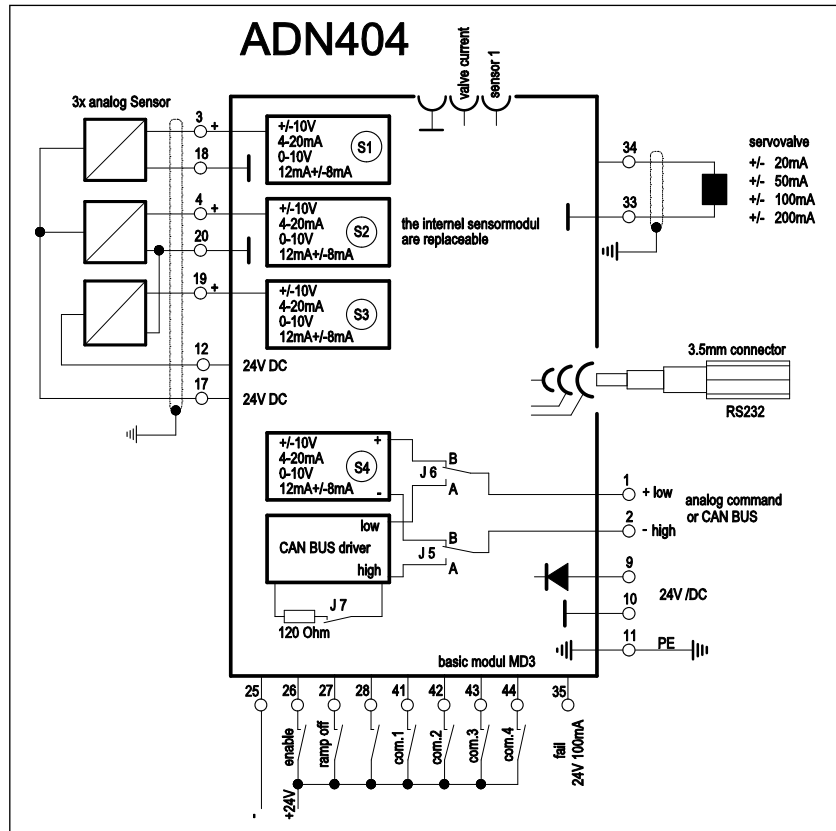 ADN404
valve current
sensor 1
3x analog Sensor
3
+
18
4
+
20
19
+
12
24V DC
17
24V DC
+/-10V
4-20mA
0-10V
12mA+/-8mA
S1
+/-10V
4-20mA
0-10V
12mA+/-8mA
S2
+/-10V
4-20mA
0-10V
12mA+/-8mA
S3
the internal sensormodul
are replaceable
34
33
servovalve
+/- 20mA
+/- 50mA
+/- 100mA
+/- 200mA
3.5mm connector
RS232
+/-10V
4-20mA
0-10V
12mA+/-8mA
S4
+
-
B
J 6
A
B
J 5
A
low
CAN BUS driver
high
J 7
120 Ohm
1
+ low
2
- high
analog command
or CAN BUS
9
10
24V /DC
11
PE
basic modul MD3
25
26
27
28
41
42
43
44
35
enable
ramp off
com.1
com.2
com.3
com.4
fail
24V 100mA
-
+24V